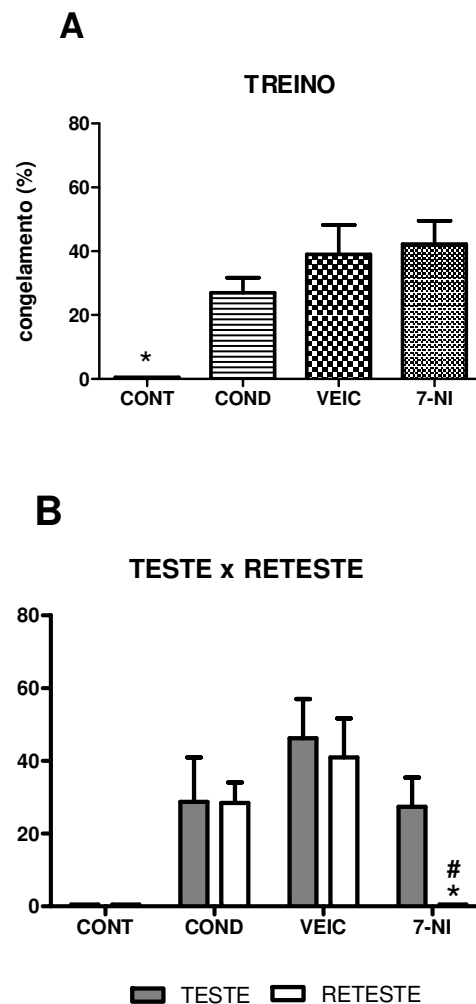 A
TREINO
congelamento (%)
80
60
40
20
0
*
CONT COND VEIC 7-NI
B
TESTE x RETESTE
80
60
40
20
0
#
*
CONT COND VEIC 7-NI
TESTE RETESTE